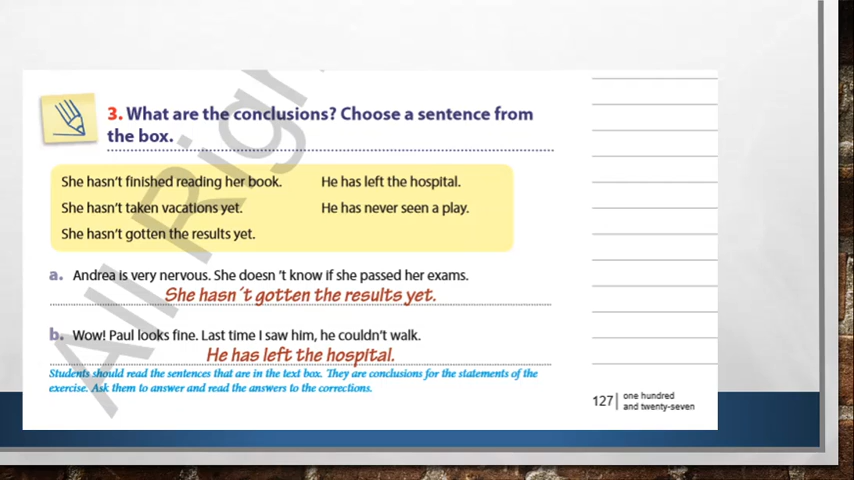 3. What are the conclusions? Choose a sentence from
the box.
She hasn't finished reading her book. He has left the hospital.
She hasn't taken vacations yet. He has never seen a play.
She hasn't gotten the results yet.
a. Andrea is very nervous. She doesn 't know if she passed her exams.
She hasn´t gotten the results yet.
b. Wow! Paul looks fine. Last time I saw him, he couldn't walk.
He has left the hospital.
Students should read the sentences that are in the text box. They are conclusions for the statements of the
exercise. Ask them to answer and read the answers to the corrections.
127 one hundred
and twenty-seven
All Righ